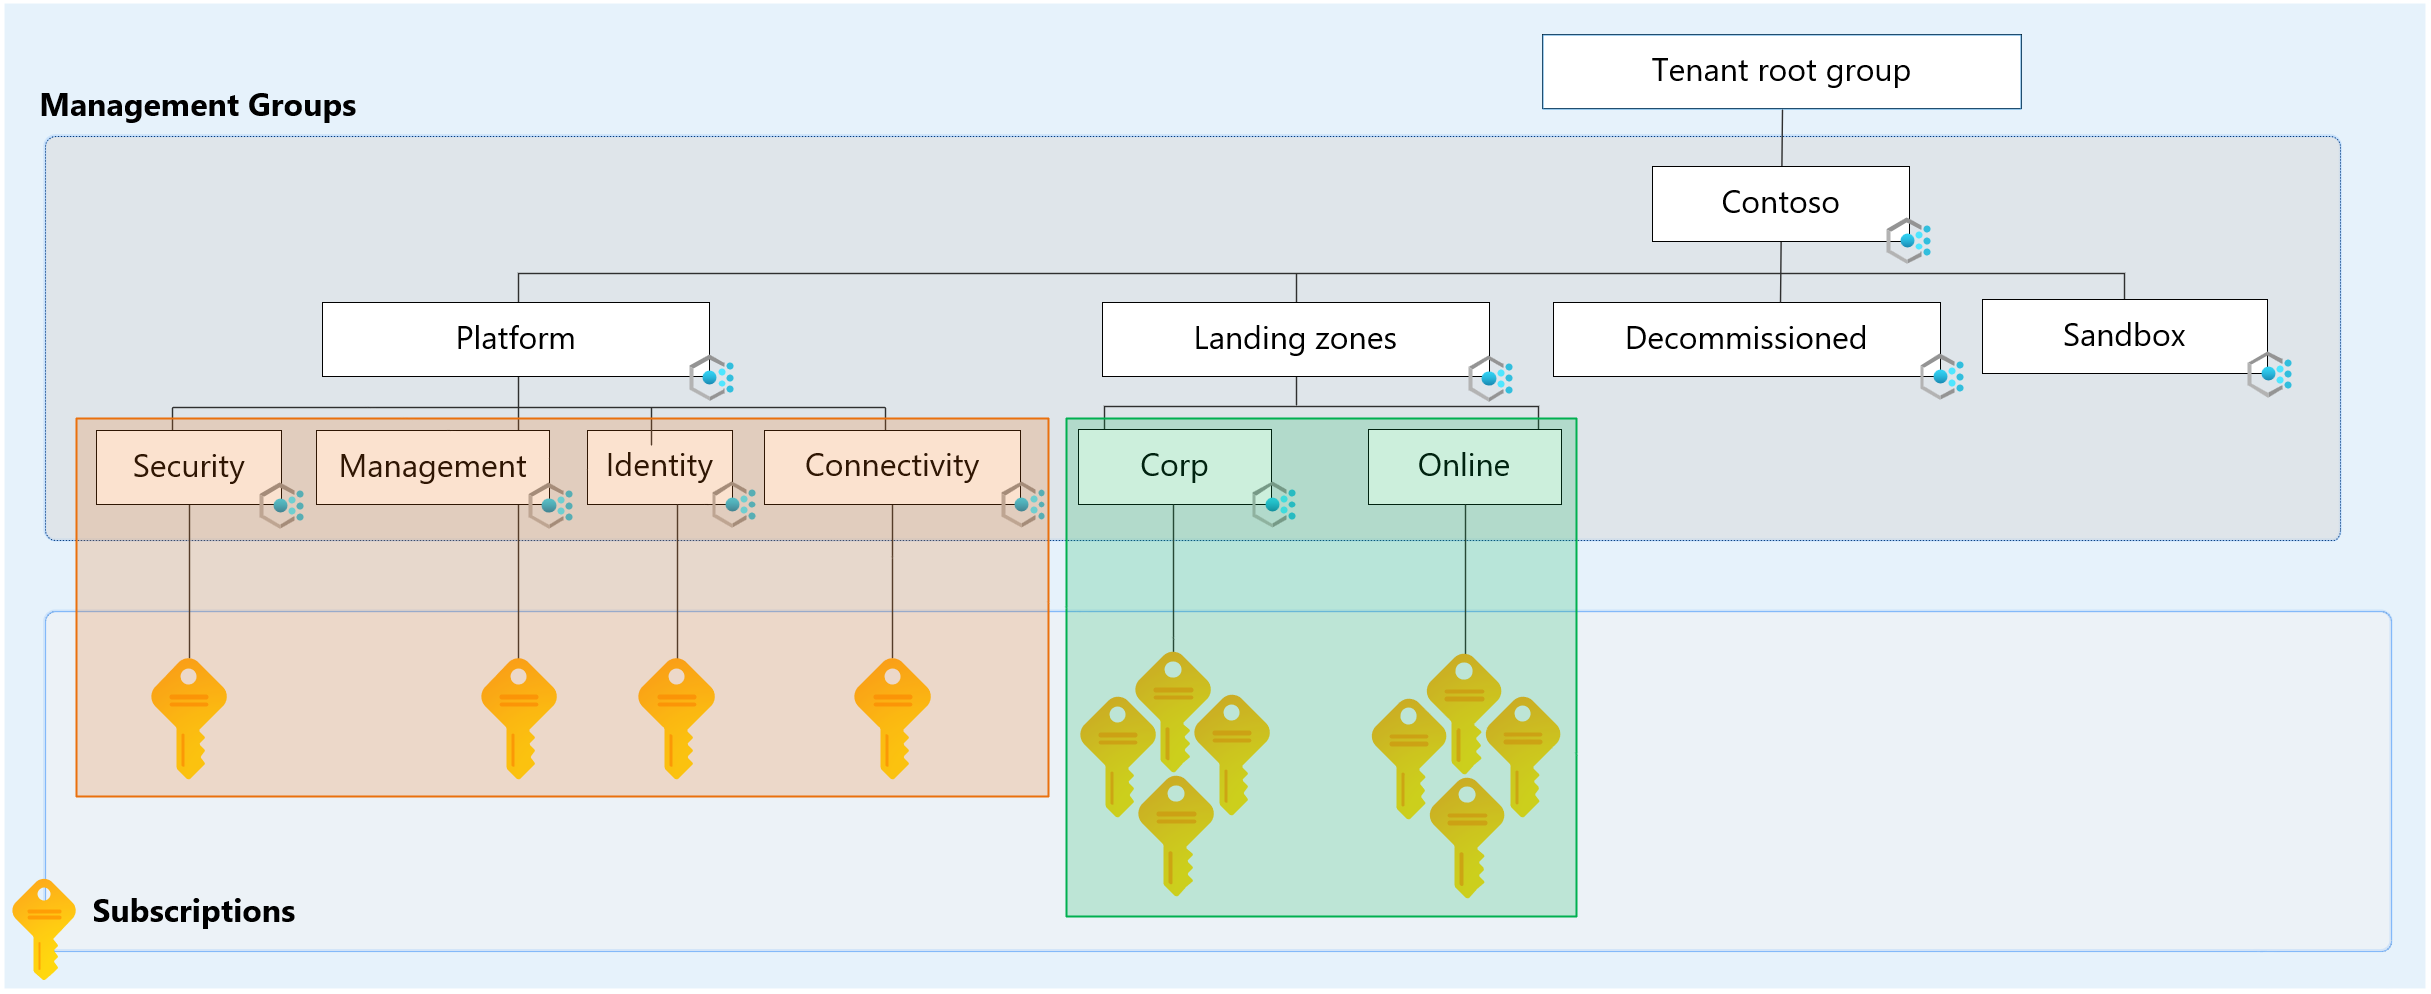 Tenant root group
Management Groups
Contoso
Platform
Landing zones
Decommissioned
Sandbox
Security
Management
Identity
Connectivity
Corp
Online
Subscriptions